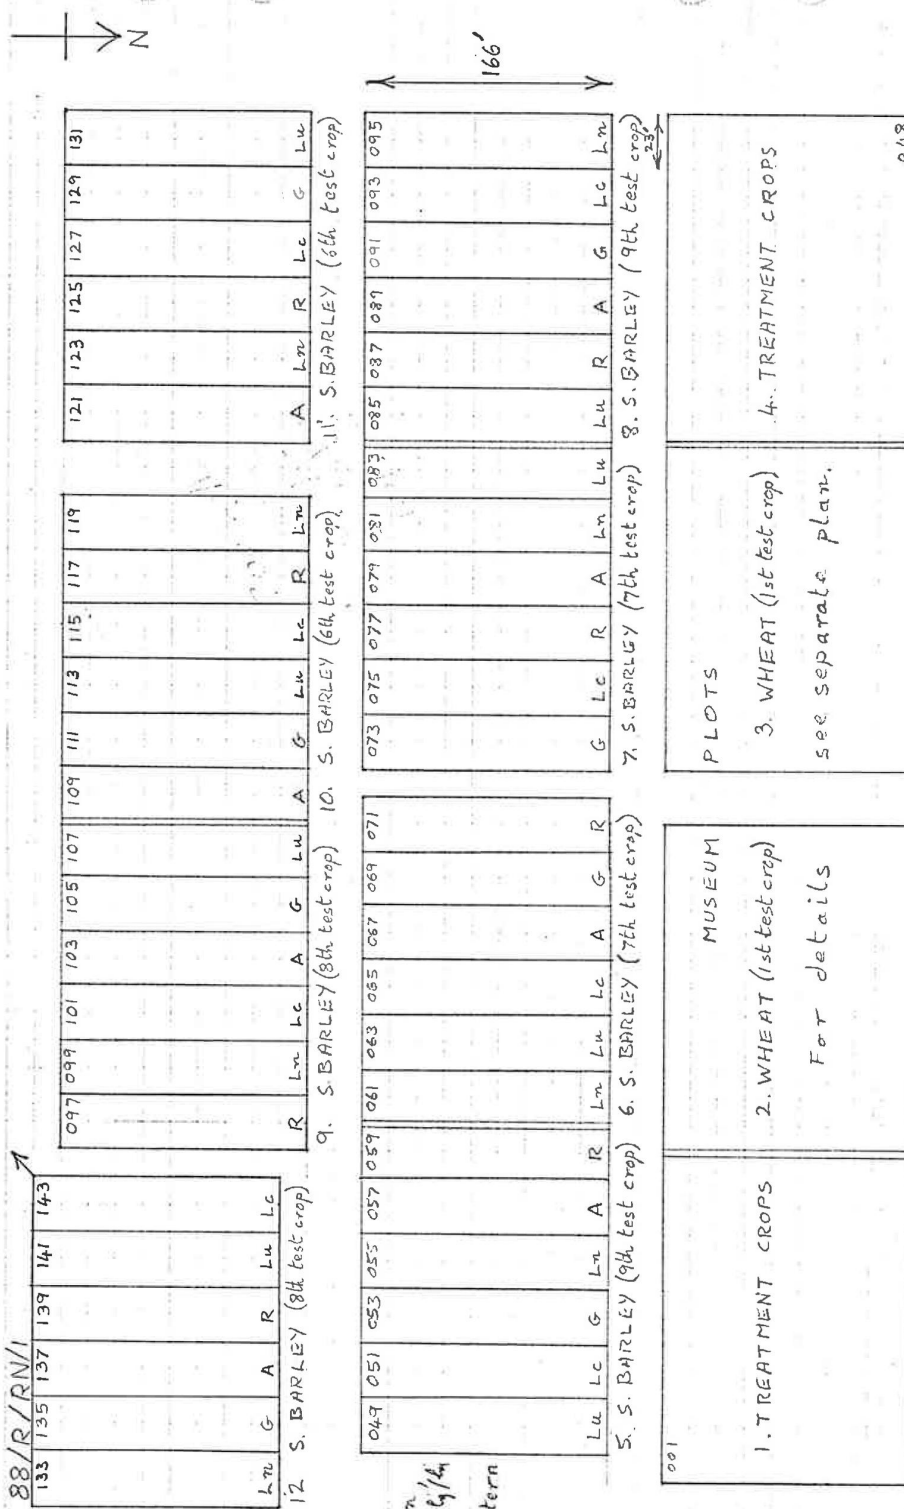 88/R/RN/1
N
133 135 137 139 141 143
Ln G A R Lu Lc
12 S. BARLEY (8th test crop)
097 099 101 103 105 107 109 111 113 115 117 119
R Ln Lc A G Lu A G Lu Lc R Ln
9. S. BARLEY (8th test crop) 10. S. BARLEY (6th test crop)
121 123 125 127 129 131
A Ln R Lc G Lu
11. S. BARLEY (6th test crop)
166'
049 051 053 055 057 059 061 063 065 067 069 071
Lu Lc G Ln A R Ln Lu Lc A G R
5. S. BARLEY (9th test crop) 6. S. BARLEY (7th test crop)
073 075 077 079 081 083 085 087 089 091 093 095
G Lc R A Ln Lu Lu R A G Lc Ln
7. S. BARLEY (7th test crop) 8. S. BARLEY (9th test crop)
23'
tern
001
MUSEUM PLOTS
1. TREATMENT CROPS 2. WHEAT (1st test crop) 3. WHEAT (1st test crop) 4. TREATMENT CROPS
For details see separate plan.